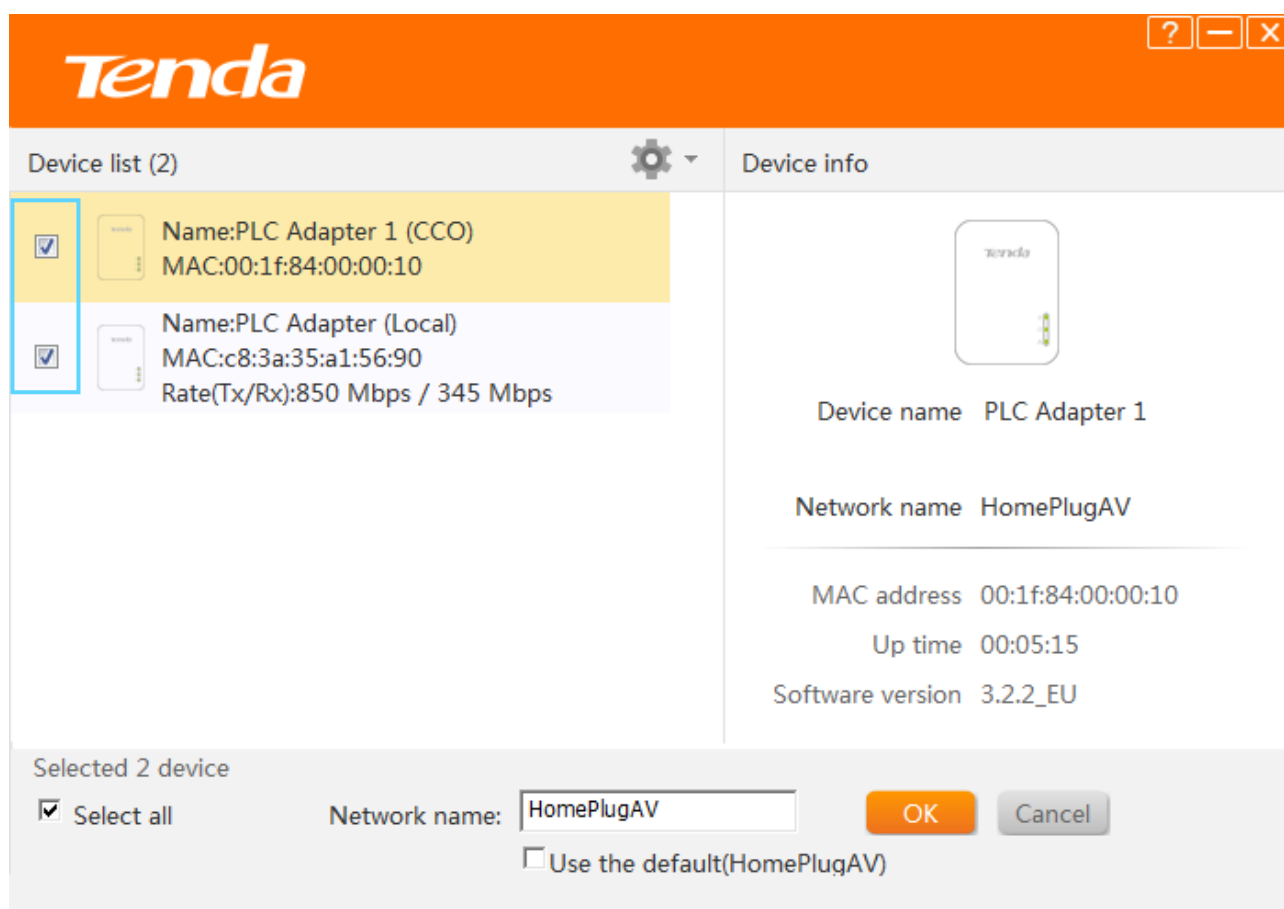 Tenda
Device list (2)
Device info
Name:PLC Adapter 1 (CCO)
MAC:00:1f:84:00:00:10
Name:PLC Adapter (Local)
MAC:c8:3a:35:a1:56:90
Rate(Tx/Rx):850 Mbps / 345 Mbps
Tenda
Device name PLC Adapter 1
Network name HomePlugAV
MAC address 00:1f:84:00:00:10
Up time 00:05:15
Software version 3.2.2_EU
Selected 2 device
Select all
Network name: HomePlugAV
OK
Cancel
Use the default(HomePlugAV)